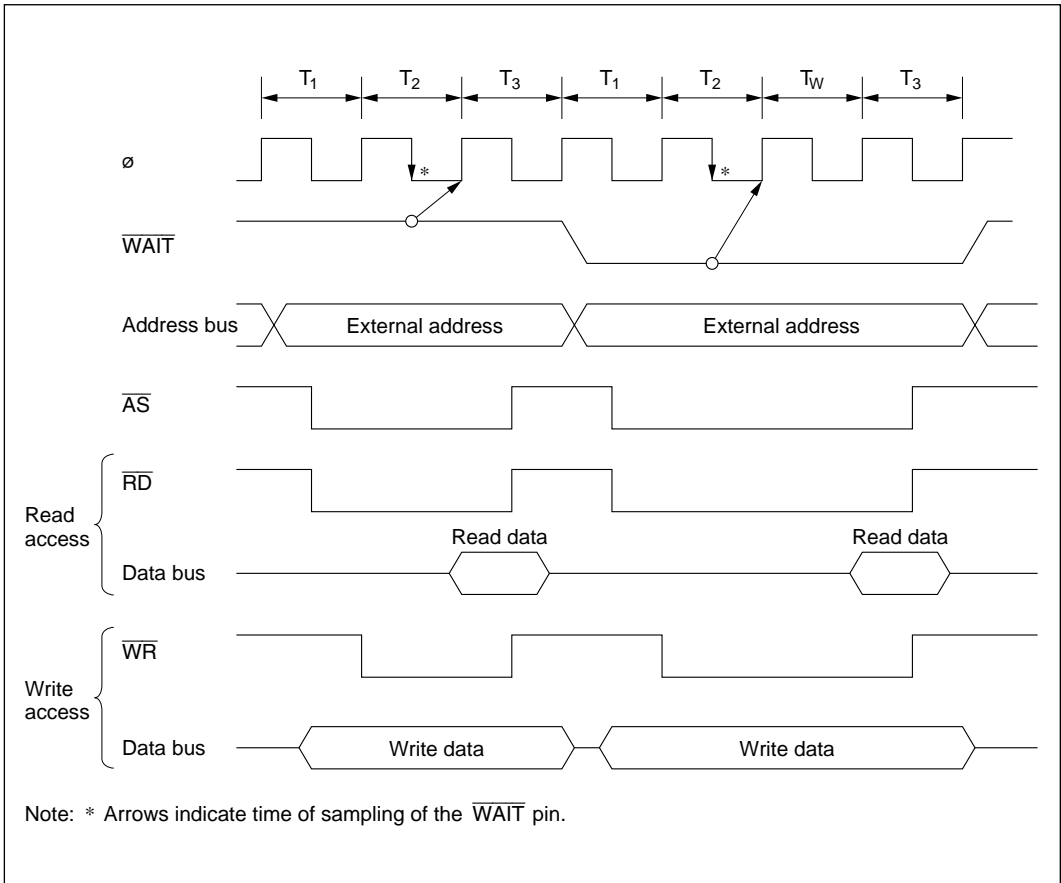 T1 T2 T3 T1 T2 TW T3
ø
* *
WAIT
Address bus External address External address
AS
Read access
RD
Read data Read data
Data bus
Write access
WR
Data bus Write data Write data
Note: * Arrows indicate time of sampling of the WAIT pin.